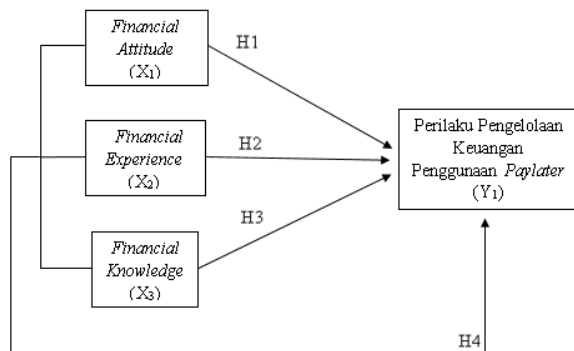 Financial
Attitude
(X₁)
H1
Financial
Experience
(X₂)
H2
Perilaku Pengelolaan
Keuangan
Penggunaan Paylater
(Y₁)
H3
Financial
Knowledge
(X₃)
H4